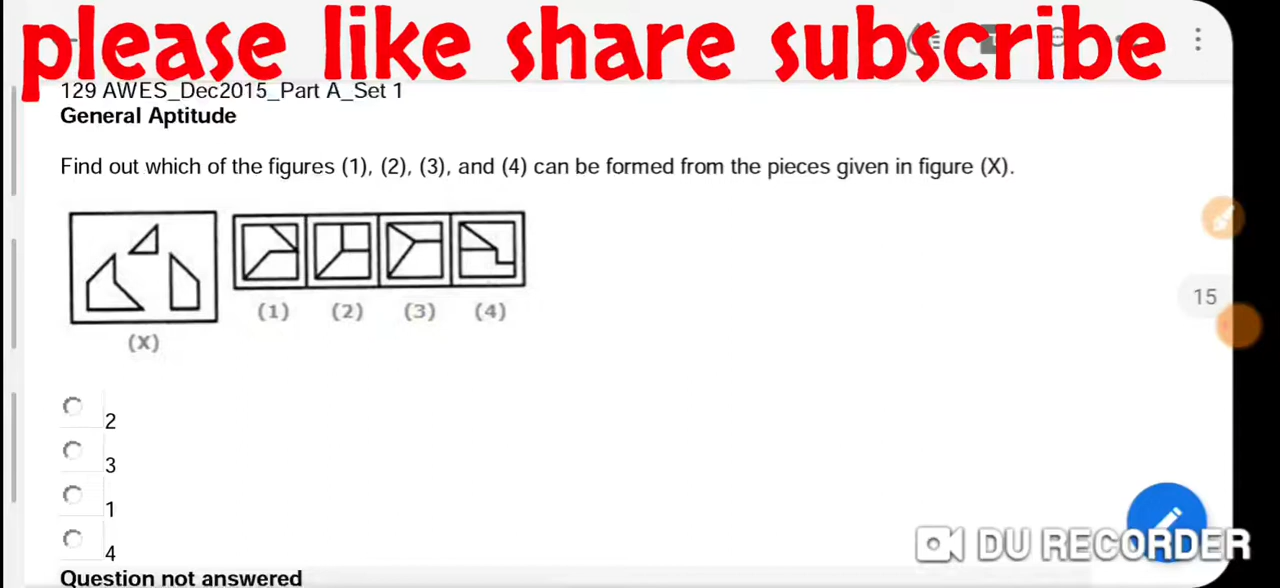 please like share subscribe
129 AWES_Dec2015_Part A_Set 1
General Aptitude
Find out which of the figures (1), (2), (3), and (4) can be formed from the pieces given in figure (X).
15
(1) (2) (3) (4)
(X)
2
3
1
4
DU RECORDER
Question not answered